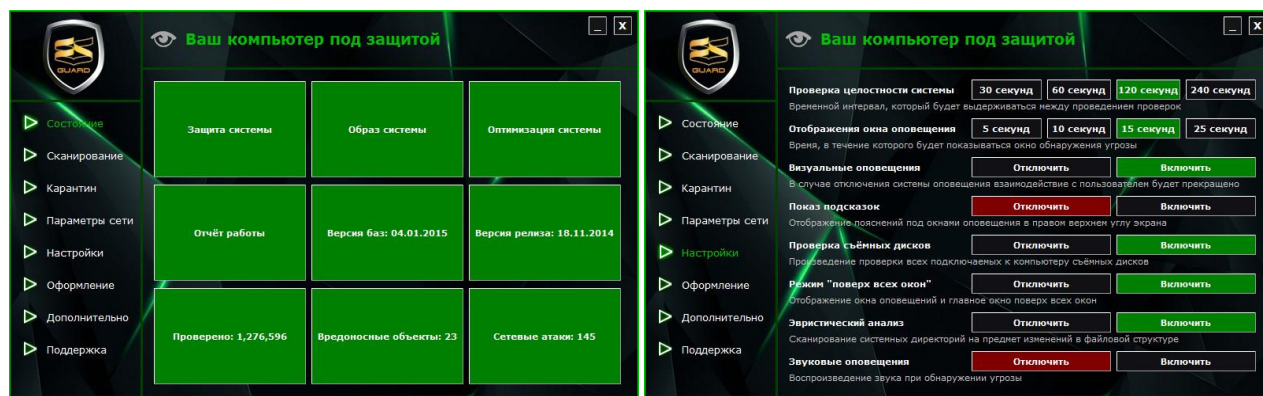 ES
GUARD
Ваш компьютер под защитой
_ X
Состояние
Сканирование
Карантин
Параметры сети
Настройки
Оформление
Дополнительно
Поддержка
Защита системы
Образ системы
Оптимизация системы
Отчёт работы
Версия баз: 04.01.2015
Версия релиза: 18.11.2014
Проверено: 1,276,596
Вредоносные объекты: 23
Сетевые атаки: 145
ES
GUARD
Ваш компьютер под защитой
_ X
Состояние
Сканирование
Карантин
Параметры сети
Настройки
Оформление
Дополнительно
Поддержка
Проверка целостности системы 30 секунд 60 секунд 120 секунд 240 секунд
Временной интервал, который будет выдерживаться между проведением проверок
Отображения окна оповещения 5 секунд 10 секунд 15 секунд 25 секунд
Время, в течение которого будет показываться окно обнаружения угрозы
Визуальные оповещения Отключить Включить
В случае отключения системы оповещения взаимодействие с пользователем будет прекращено
Показ подсказок Отключить Включить
Отображение пояснений под окнами оповещения в правом верхнем углу экрана
Проверка съёмных дисков Отключить Включить
Произведение проверки всех подключаемых к компьютеру съёмных дисков
Режим "поверх всех окон" Отключить Включить
Отображение окна оповещений и главное окно поверх всех окон
Эвристический анализ Отключить Включить
Сканирование системных директорий на предмет изменений в файловой структуре
Звуковые оповещения Отключить Включить
Воспроизведение звука при обнаружении угрозы